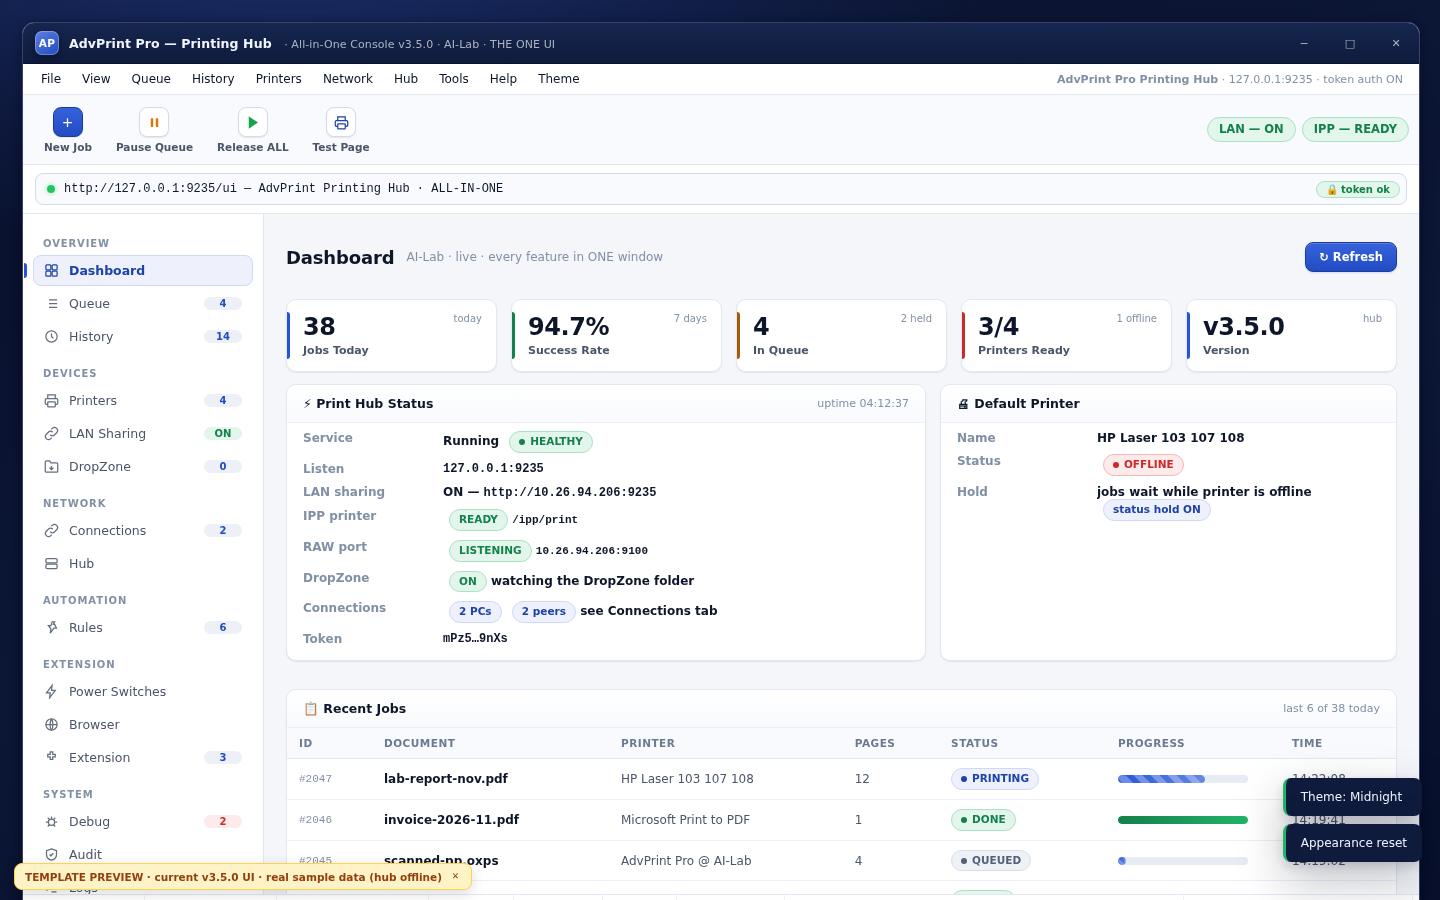 AP AdvPrint Pro — Printing Hub · All-in-One Console v3.5.0 · AI-Lab · THE ONE UI
File View Queue History Printers Network Hub Tools Help Theme AdvPrint Pro Printing Hub · 127.0.0.1:9235 · token auth ON
New Job Pause Queue Release ALL Test Page LAN — ON IPP — READY
http://127.0.0.1:9235/ui — AdvPrint Printing Hub · ALL-IN-ONE 🔒 token ok
OVERVIEW
Dashboard
Queue 4
History 14
DEVICES
Printers 4
LAN Sharing ON
DropZone 0
NETWORK
Connections 2
Hub
AUTOMATION
Rules 6
EXTENSION
Power Switches
Browser
Extension 3
SYSTEM
Debug 2
Audit
Dashboard AI-Lab · live · every feature in ONE window ↻ Refresh
38 today
Jobs Today
94.7% 7 days
Success Rate
4 2 held
In Queue
3/4 1 offline
Printers Ready
v3.5.0 hub
Version
⚡ Print Hub Status uptime 04:12:37
Service Running HEALTHY
Listen 127.0.0.1:9235
LAN sharing ON — http://10.26.94.206:9235
IPP printer READY /ipp/print
RAW port LISTENING 10.26.94.206:9100
DropZone ON watching the DropZone folder
Connections 2 PCs 2 peers see Connections tab
Token mPz5…9nXs
🖨 Default Printer
Name HP Laser 103 107 108
Status OFFLINE
Hold jobs wait while printer is offline
status hold ON
📋 Recent Jobs last 6 of 38 today
ID DOCUMENT PRINTER PAGES STATUS PROGRESS TIME
#2047 lab-report-nov.pdf HP Laser 103 107 108 12 PRINTING
#2046 invoice-2026-11.pdf Microsoft Print to PDF 1 DONE 14:19:41
#2045 scanned-pp.oxps AdvPrint Pro @ AI-Lab 4 QUEUED
Theme: Midnight
Appearance reset
TEMPLATE PREVIEW · current v3.5.0 UI · real sample data (hub offline) ×